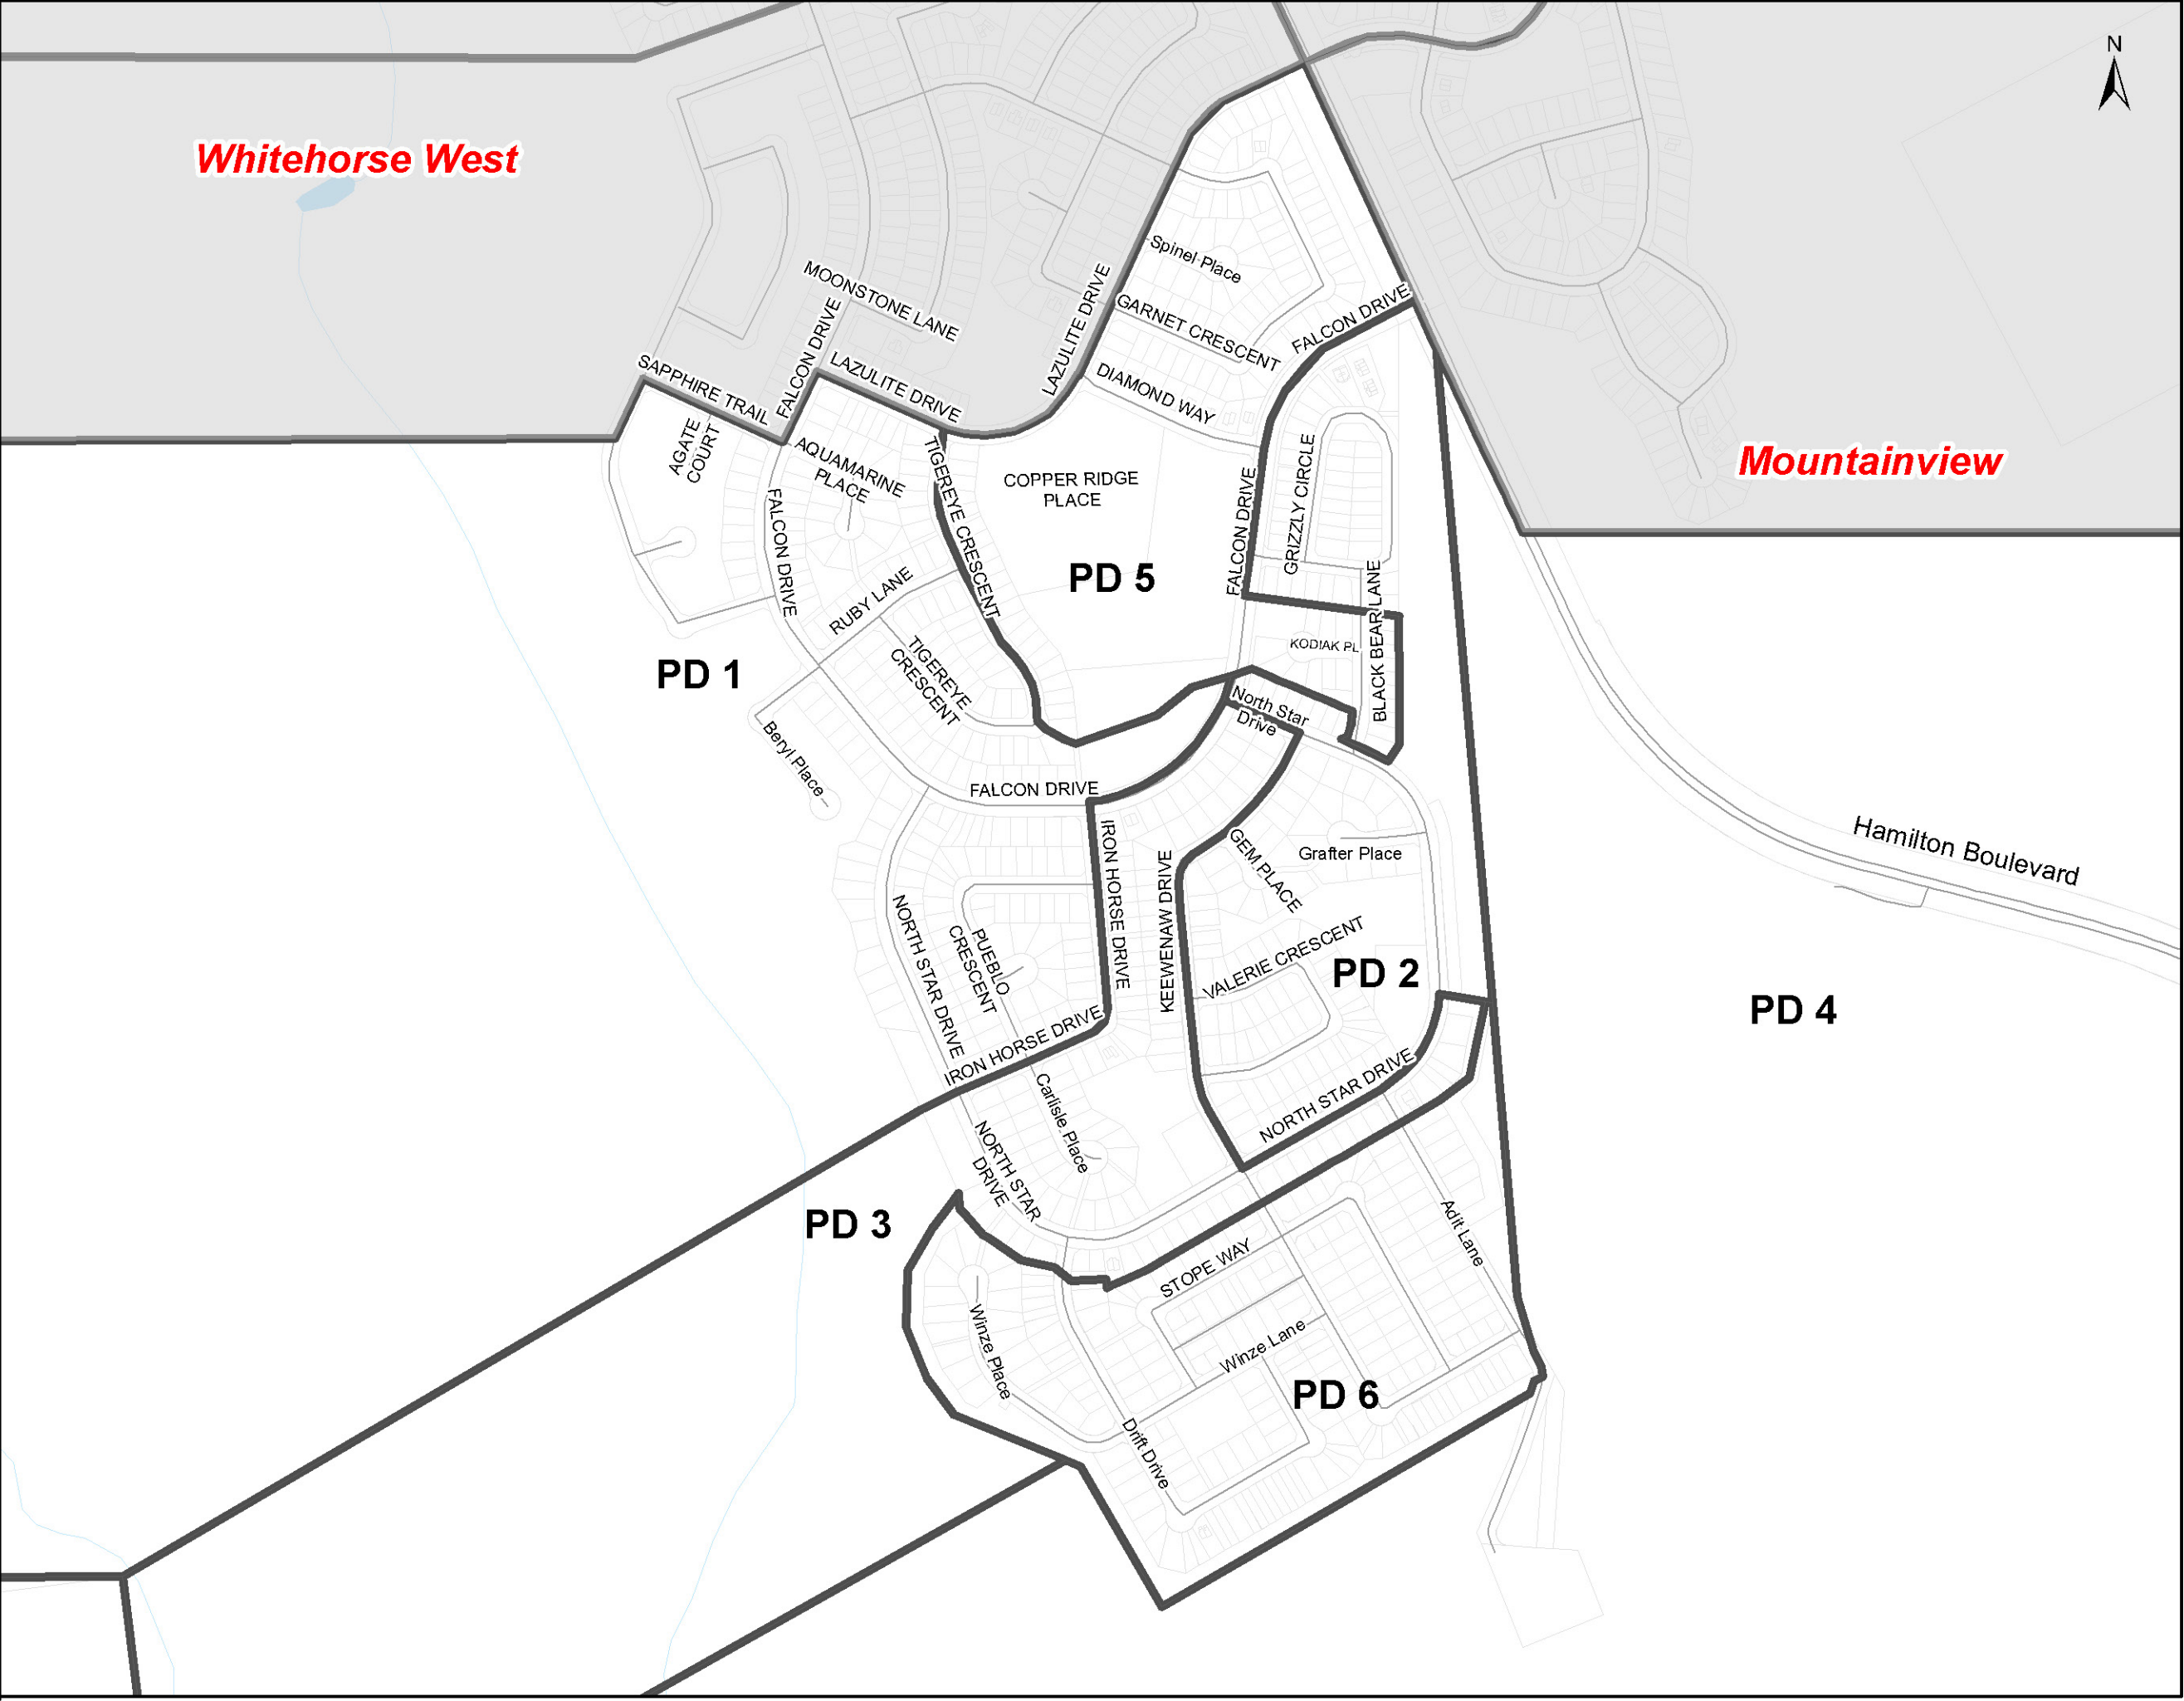 N
Whitehorse West
Spinel Place
MOONSTONE LANE
LAZULITE DRIVE
FALCON DRIVE
GARNET CRESCENT
FALCON DRIVE
SAPPHIRE TRAIL
LAZULITE DRIVE
DIAMOND WAY
AGATE
COURT
AQUAMARINE
PLACE
TIGEREYE CRESCENT
COPPER RIDGE
PLACE
GRIZZLY CIRCLE
Mountainview
FALCON DRIVE
FALCON DRIVE
PD 5
RUBY LANE
BLACK BEAR LANE
KODIAK PL
PD 1
TIGEREYE
CRESCENT
North Star
Drive
Beryl Place
FALCON DRIVE
IRON HORSE DRIVE
KEEWENAW DRIVE
GEM PLACE
Grafter Place
Hamilton Boulevard
NORTH STAR DRIVE
PUEBLO
CRESCENT
VALERIE CRESCENT
PD 2
PD 4
IRON HORSE DRIVE
Carlisle Place
NORTH STAR DRIVE
NORTH STAR
DRIVE
PD 3
STOPE WAY
Adit Lane
Winze Place
Winze Lane
PD 6
Drift Drive